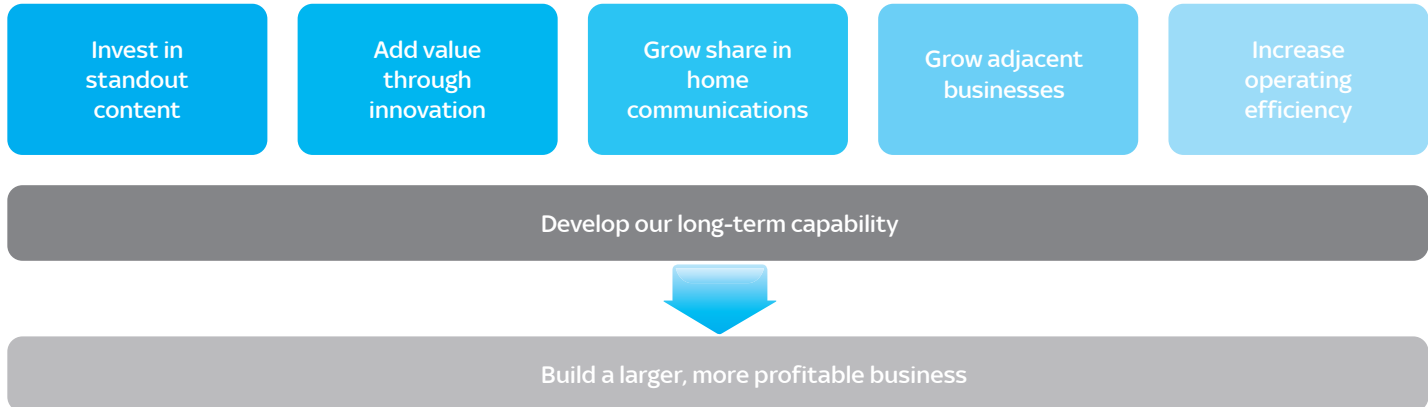 Invest in
standout
content
Add value
through
innovation
Grow share in
home
communications
Grow adjacent
businesses
Increase
operating
efficiency
Develop our long-term capability
Build a larger, more profitable business